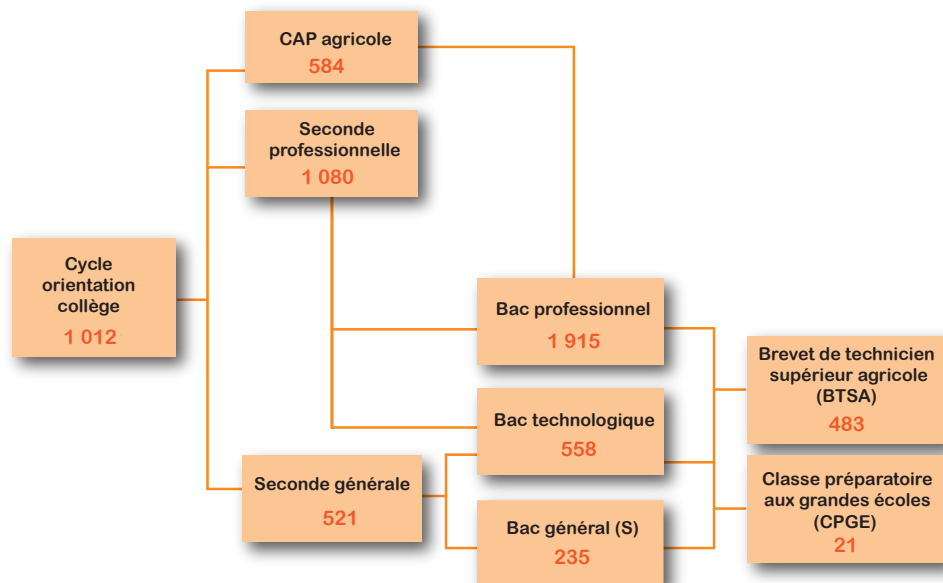 CAP agricole
584
Seconde
professionnelle
1 080
Cycle
orientation
collège
1 012
Bac professionnel
1 915
Brevet de technicien
supérieur agricole
(BTSA)
483
Bac technologique
558
Seconde générale
521
Classe préparatoire
aux grandes écoles
(CPGE)
21
Bac général (S)
235